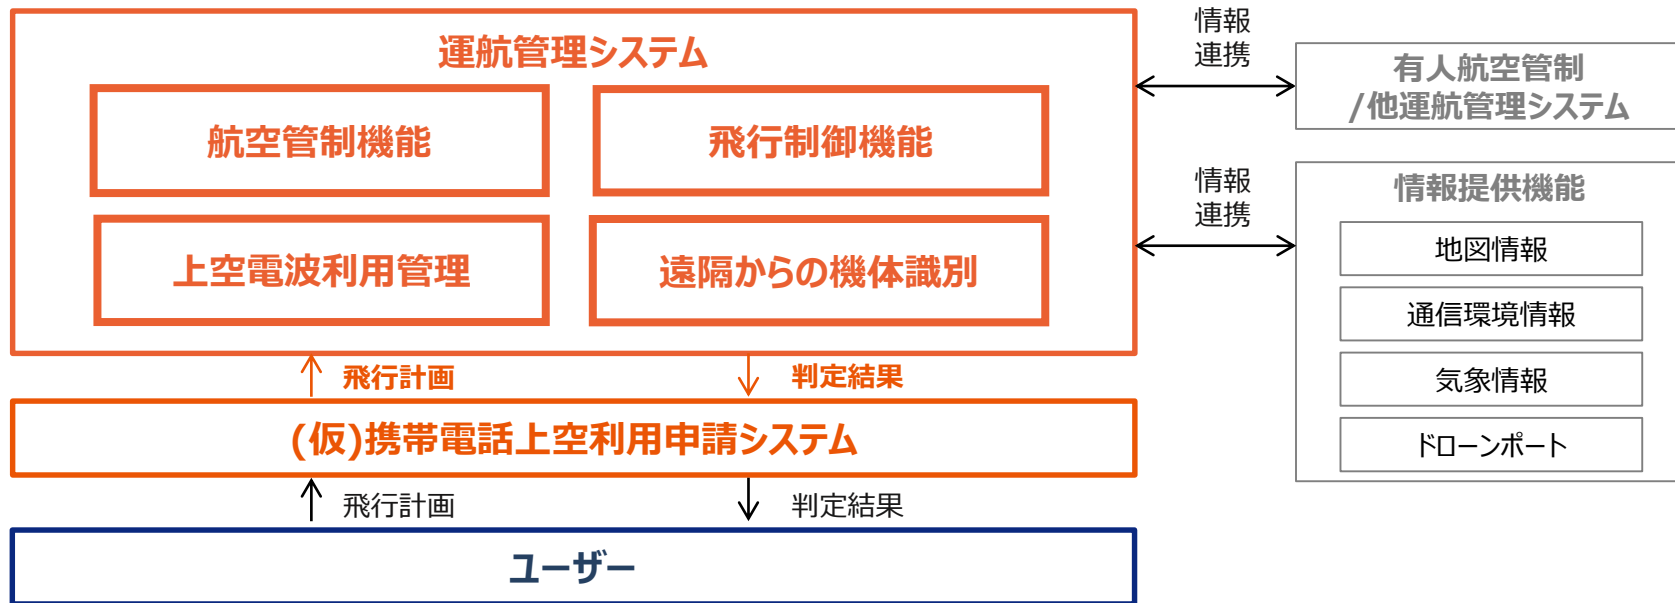 運航管理システム
航空管制機能
飛行制御機能
上空電波利用管理
遠隔からの機体識別
情報
連携
有人航空管制
/他運航管理システム
情報
連携
情報提供機能
地図情報
通信環境情報
気象情報
ドローンポート
飛行計画
判定結果
(仮)携帯電話上空利用申請システム
飛行計画
判定結果
ユーザー